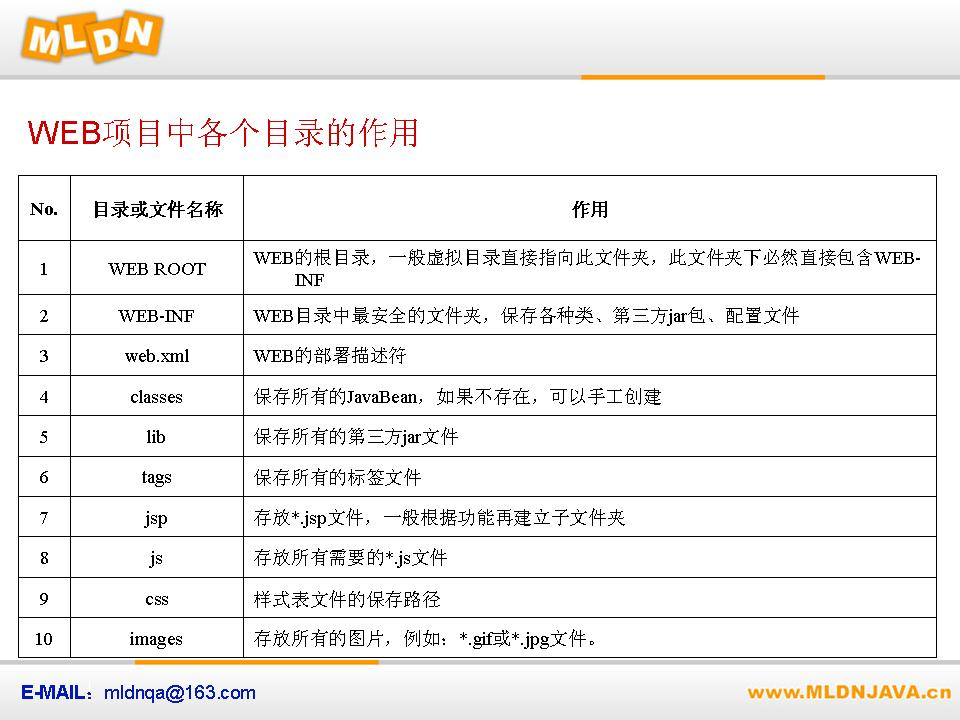 MLDN
WEB项目中各个目录的作用
No. 目录或文件名称 作用
1 WEB ROOT WEB的根目录，一般虚拟目录直接指向此文件夹，此文件夹下必然直接包含WEB-
INF
2 WEB-INF WEB目录中最安全的文件夹，保存各种类、第三方jar包、配置文件
3 web.xml WEB的部署描述符
4 classes 保存所有的JavaBean，如果不存在，可以手工创建
5 lib 保存所有的第三方jar文件
6 tags 保存所有的标签文件
7 jsp 存放*.jsp文件，一般根据功能再建立子文件夹
8 js 存放所有需要的*.js文件
9 css 样式表文件的保存路径
10 images 存放所有的图片，例如：*.gif或*.jpg文件。
E-MAIL：mldnqa@163.com www.MLDNJAVA.cn